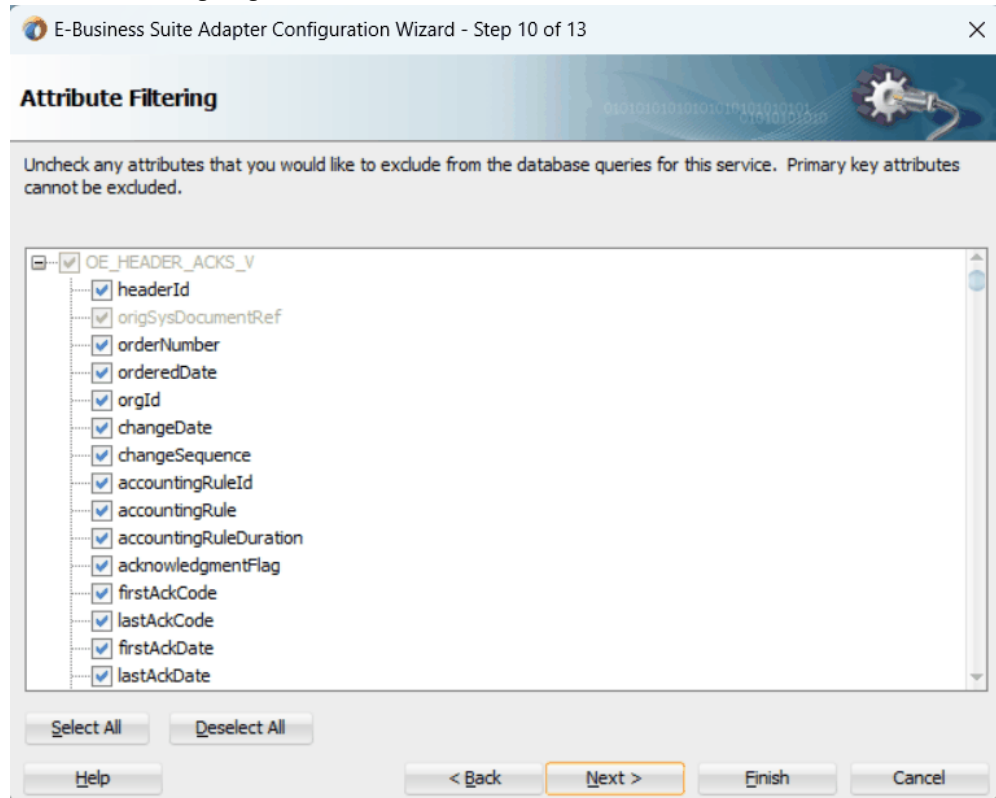 E-Business Suite Adapter Configuration Wizard - Step 10 of 13
Attribute Filtering
Uncheck any attributes that you would like to exclude from the database queries for this service. Primary key attributes
cannot be excluded.
OE_HEADER_ACKS_V
headerId
origSysDocumentRef
orderNumber
orderedDate
orgId
changeDate
changeSequence
accountingRuleId
accountingRule
accountingRuleDuration
acknowledgmentFlag
firstAckCode
lastAckCode
firstAckDate
lastAckDate
Select All Deselect All
Help < Back Next > Finish Cancel